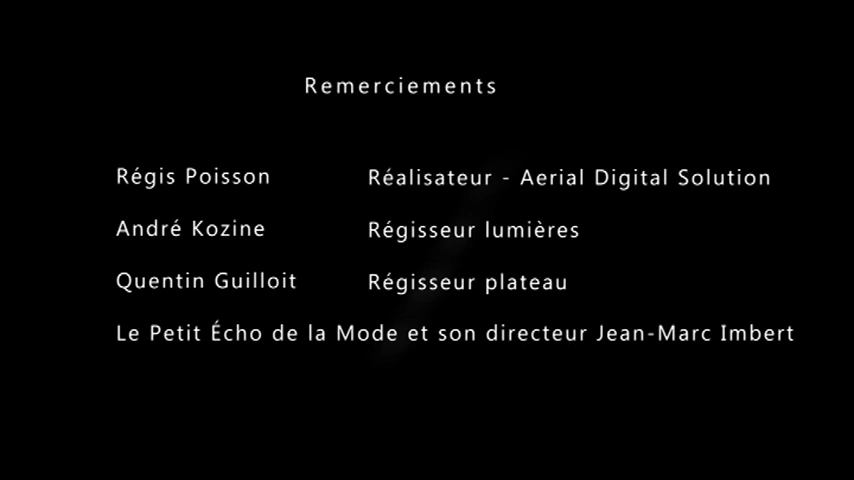 Remerciements
Régis Poisson Réalisateur - Aerial Digital Solution
André Kozine Régisseur lumières
Quentin Guilloit Régisseur plateau
Le Petit Écho de la Mode et son directeur Jean-Marc Imbert